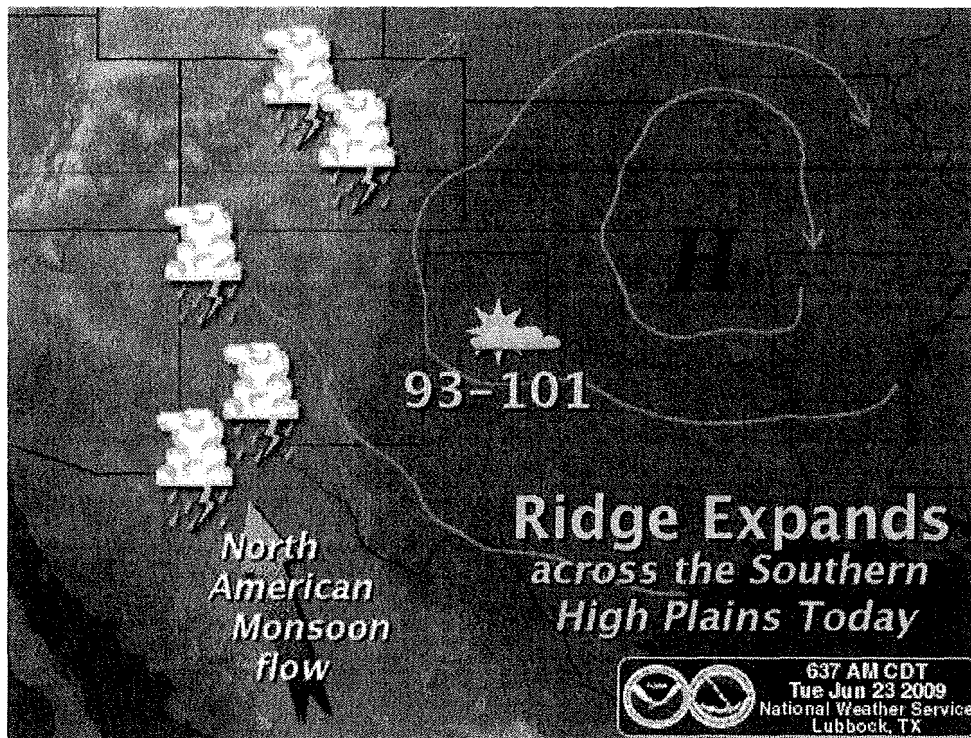 H
93-101
North
American
Monsoon
flow
Ridge Expands
across the Southern
High Plains Today
637 AM CDT
Tue Jun 23 2009
National Weather Service
Lubbock, TX